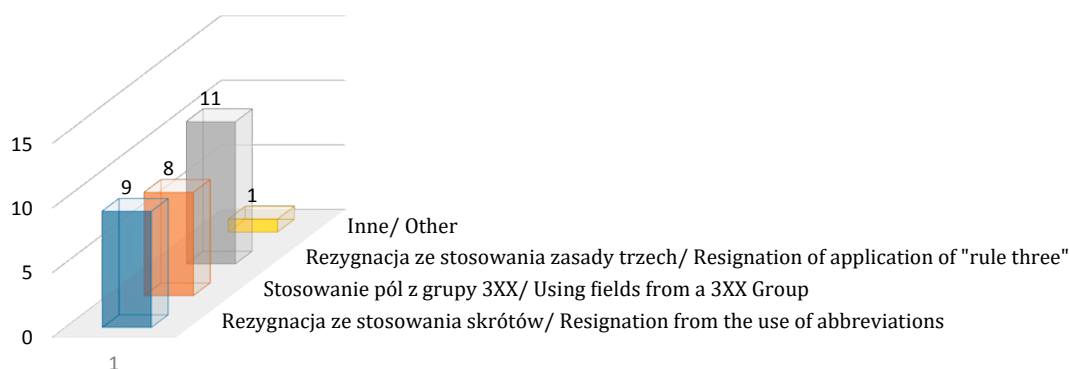 11
15
8
9
1
10
Inne/ Other
Rezygnacja ze stosowania zasady trzech/ Resignation of application of "rule three"
5
Stosowanie pól z grupy 3XX/ Using fields from a 3XX Group
Rezygnacja ze stosowania skrótów/ Resignation from the use of abbreviations
0
1